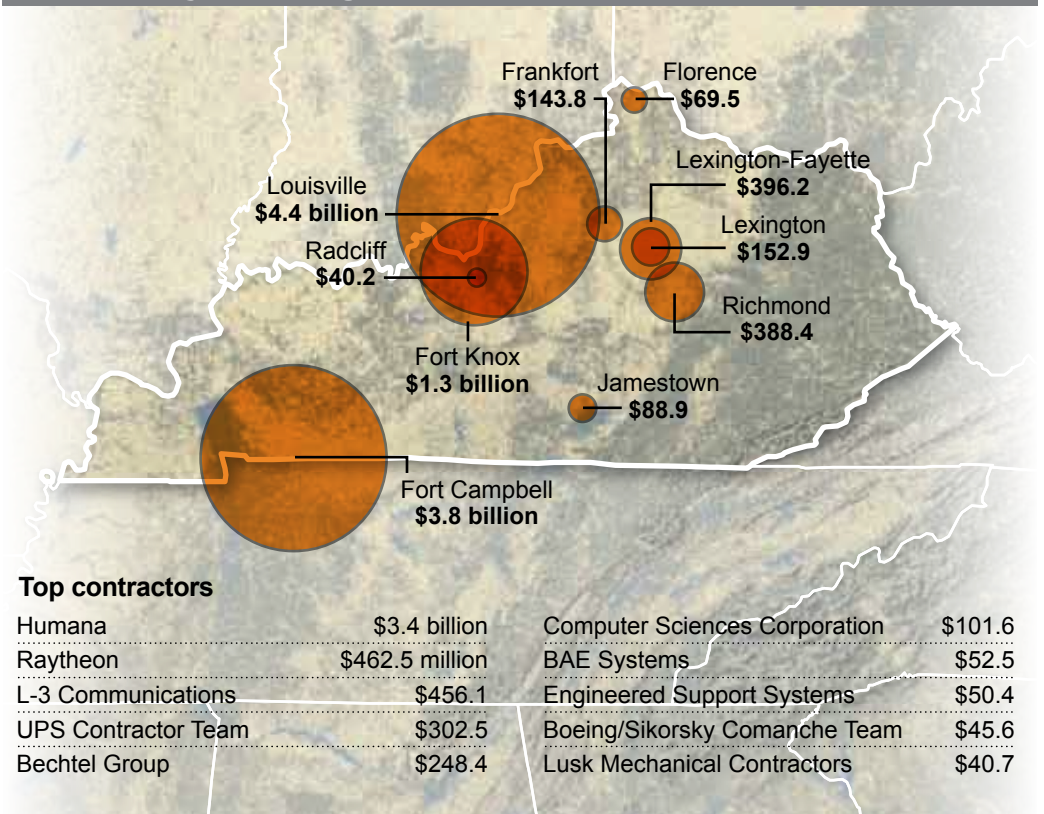 Frankfort
$143.8
Florence
$69.5
Lexington-Fayette
$396.2
Louisville
$4.4 billion
Lexington
$152.9
Radcliff
$40.2
Richmond
$388.4
Fort Knox
$1.3 billion
Jamestown
$88.9
Fort Campbell
$3.8 billion
Top contractors
Humana $3.4 billion
Raytheon $462.5 million
L-3 Communications $456.1
UPS Contractor Team $302.5
Bechtel Group $248.4
Computer Sciences Corporation $101.6
BAE Systems $52.5
Engineered Support Systems $50.4
Boeing/Sikorsky Comanche Team $45.6
Lusk Mechanical Contractors $40.7